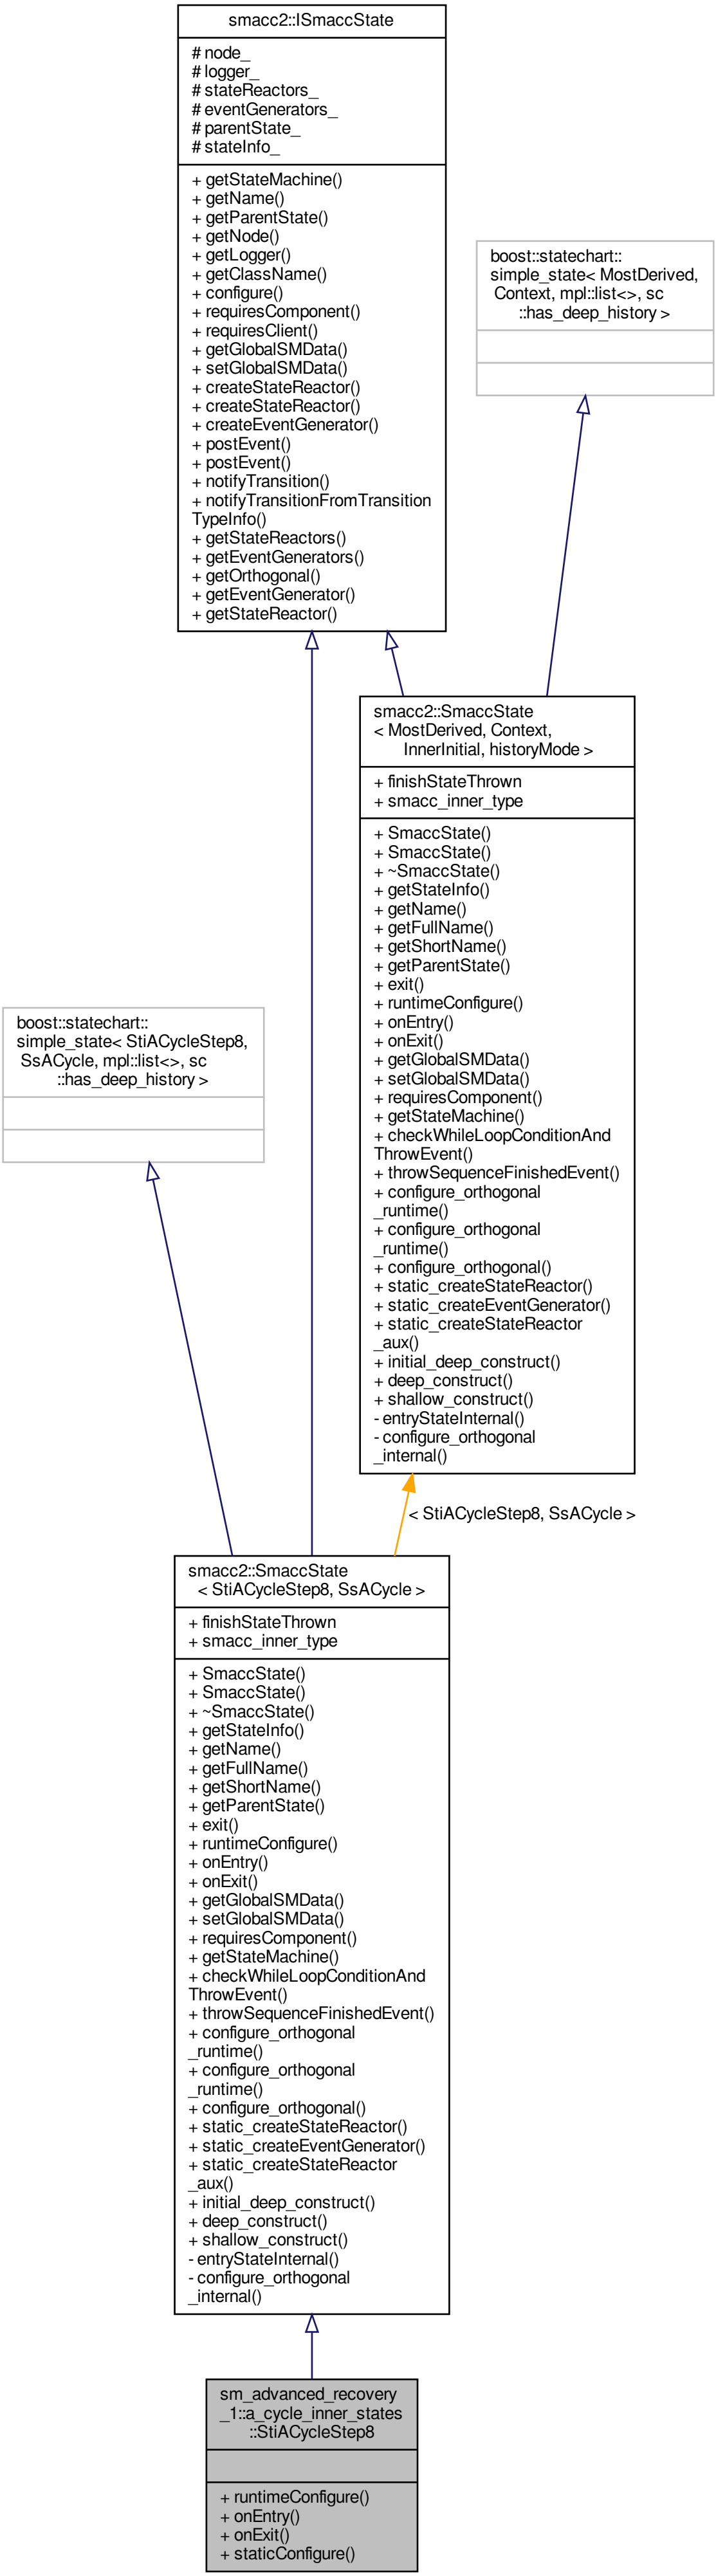 smacc2::ISmaccState
# node_
# logger_
# stateReactors_
# eventGenerators_
# parentState_
# stateInfo_
+ getStateMachine()
+ getName()
+ getParentState()
+ getNode()
+ getLogger()
+ getClassName()
+ configure()
+ requiresComponent()
+ requiresClient()
+ getGlobalSMData()
+ setGlobalSMData()
+ createStateReactor()
+ createStateReactor()
+ createEventGenerator()
+ postEvent()
+ postEvent()
+ notifyTransition()
+ notifyTransitionFromTransition
TypeInfo()
+ getStateReactors()
+ getEventGenerators()
+ getOrthogonal()
+ getEventGenerator()
+ getStateReactor()
boost::statechart::
simple_state< MostDerived,
Context, mpl::list<>, sc
::has_deep_history >
smacc2::SmaccState
< MostDerived, Context,
InnerInitial, historyMode >
+ finishStateThrown
+ smacc_inner_type
+ SmaccState()
+ SmaccState()
+ ~SmaccState()
+ getStateInfo()
+ getName()
+ getFullName()
+ getShortName()
+ getParentState()
+ exit()
+ runtimeConfigure()
+ onEntry()
+ onExit()
+ getGlobalSMData()
+ setGlobalSMData()
+ requiresComponent()
+ getStateMachine()
+ checkWhileLoopConditionAnd
ThrowEvent()
+ throwSequenceFinishedEvent()
+ configure_orthogonal
_runtime()
+ configure_orthogonal
_runtime()
+ configure_orthogonal()
+ static_createStateReactor()
+ static_createEventGenerator()
+ static_createStateReactor
_aux()
+ initial_deep_construct()
+ deep_construct()
+ shallow_construct()
- entryStateInternal()
- configure_orthogonal
_internal()
boost::statechart::
simple_state< StiACycleStep8,
SsACycle, mpl::list<>, sc
::has_deep_history >
< StiACycleStep8, SsACycle >
smacc2::SmaccState
< StiACycleStep8, SsACycle >
+ finishStateThrown
+ smacc_inner_type
+ SmaccState()
+ SmaccState()
+ ~SmaccState()
+ getStateInfo()
+ getName()
+ getFullName()
+ getShortName()
+ getParentState()
+ exit()
+ runtimeConfigure()
+ onEntry()
+ onExit()
+ getGlobalSMData()
+ setGlobalSMData()
+ requiresComponent()
+ getStateMachine()
+ checkWhileLoopConditionAnd
ThrowEvent()
+ throwSequenceFinishedEvent()
+ configure_orthogonal
_runtime()
+ configure_orthogonal
_runtime()
+ configure_orthogonal()
+ static_createStateReactor()
+ static_createEventGenerator()
+ static_createStateReactor
_aux()
+ initial_deep_construct()
+ deep_construct()
+ shallow_construct()
- entryStateInternal()
- configure_orthogonal
_internal()
sm_advanced_recovery
_1::a_cycle_inner_states
::StiACycleStep8
+ runtimeConfigure()
+ onEntry()
+ onExit()
+ staticConfigure()